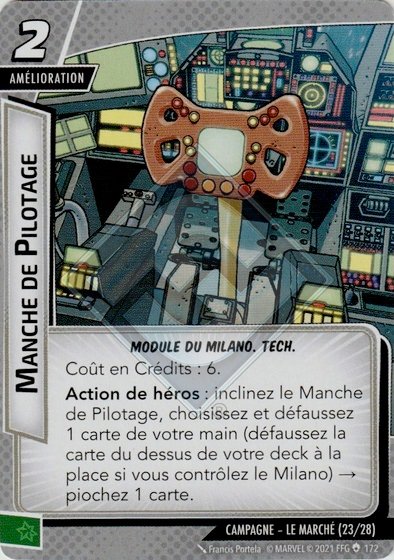 2
AMÉLIORATION
MANCHE DE PILOTAGE
MODULE DU MILANO. TECH.
Coût en Crédits : 6.
Action de héros : inclinez le Manche
de Pilotage, choisissez et défaussez
1 carte de votre main (défaussez la
carte du dessus de votre deck à la
place si vous contrôlez le Milano) →
piochez 1 carte.
CAMPAGNE – LE MARCHÉ (23/28)
Francis Portela © MARVEL © 2021 FFG 172